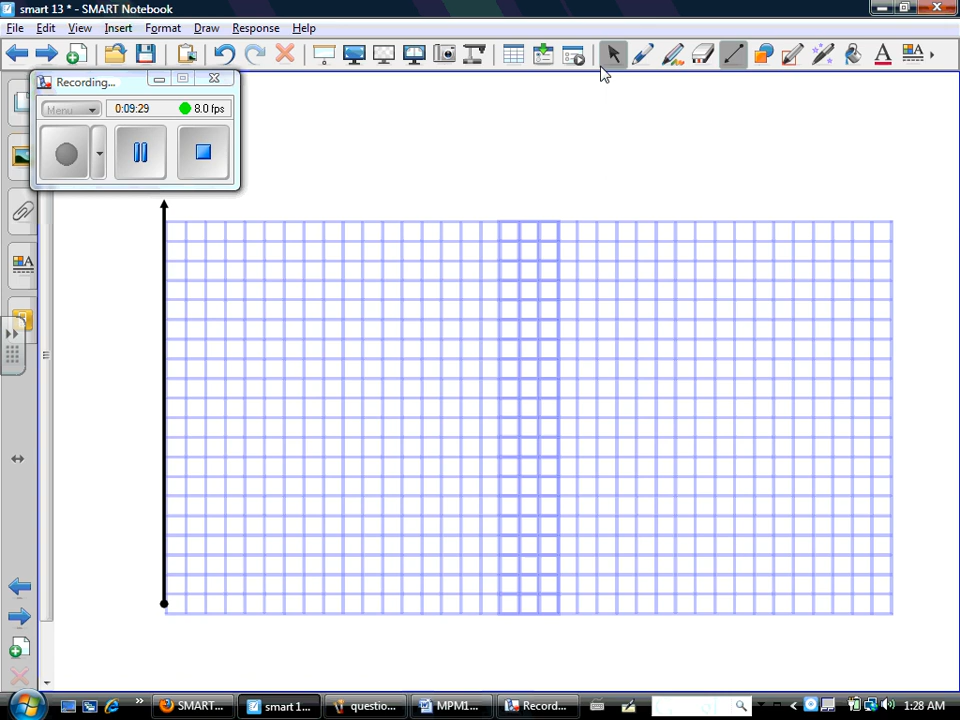 smart 13 * - SMART Notebook
File Edit View Insert Format Draw Response Help
Recording...
Menu 0:09:29 8.0 fps
SMART... smart 1... questio... MPM1... Record... 1:28 AM